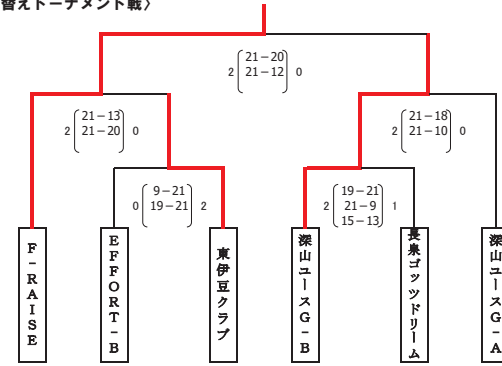 替えトーナメント戦〉
21－20
2 21－12 0
21－13
2 21－20 0
21－18
2 21－10 0
9－21
0 19－21 2
19－21
2 21－9 1
15－13
F-RAISE
EFFORT-B
東伊豆クラブ
深山ユースG-B
長泉ゴッツドリーム
深山ユースG-A